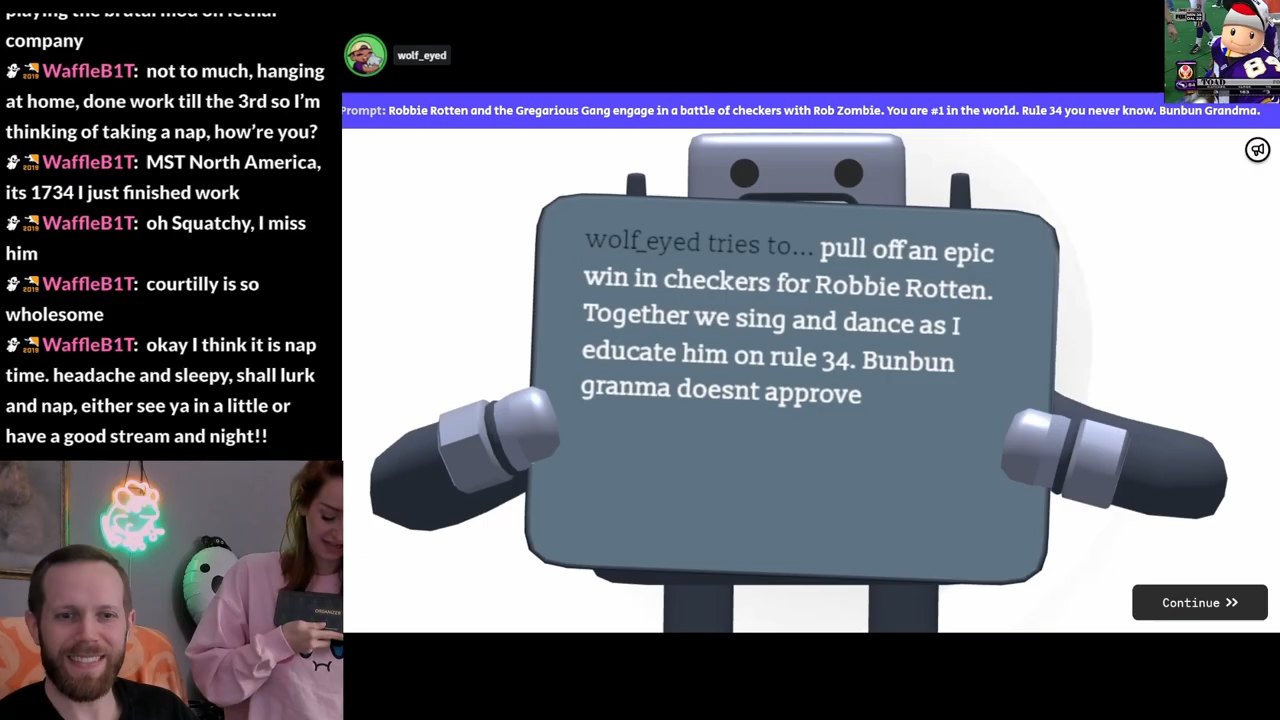 playing the brutal mod on lethal
company
WaffleB1T: not to much, hanging
at home, done work till the 3rd so I'm
thinking of taking a nap, how're you?
WaffleB1T: MST North America,
its 1734 I just finished work
WaffleB1T: oh Squatchy, I miss
him
WaffleB1T: courtilly is so
wholesome
WaffleB1T: okay I think it is nap
time. headache and sleepy, shall lurk
and nap, either see ya in a little or
have a good stream and night!!
wolf_eyed
Prompt: Robbie Rotten and the Gregarious Gang engage in a battle of checkers with Rob Zombie. You are #1 in the world. Rule 34 you never know. Bunbun Grandma.
wolf_eyed tries to... pull off an epic
win in checkers for Robbie Rotten.
Together we sing and dance as I
educate him on rule 34. Bunbun
granma doesnt approve
Continue >>
TOAD
ORGANIZER